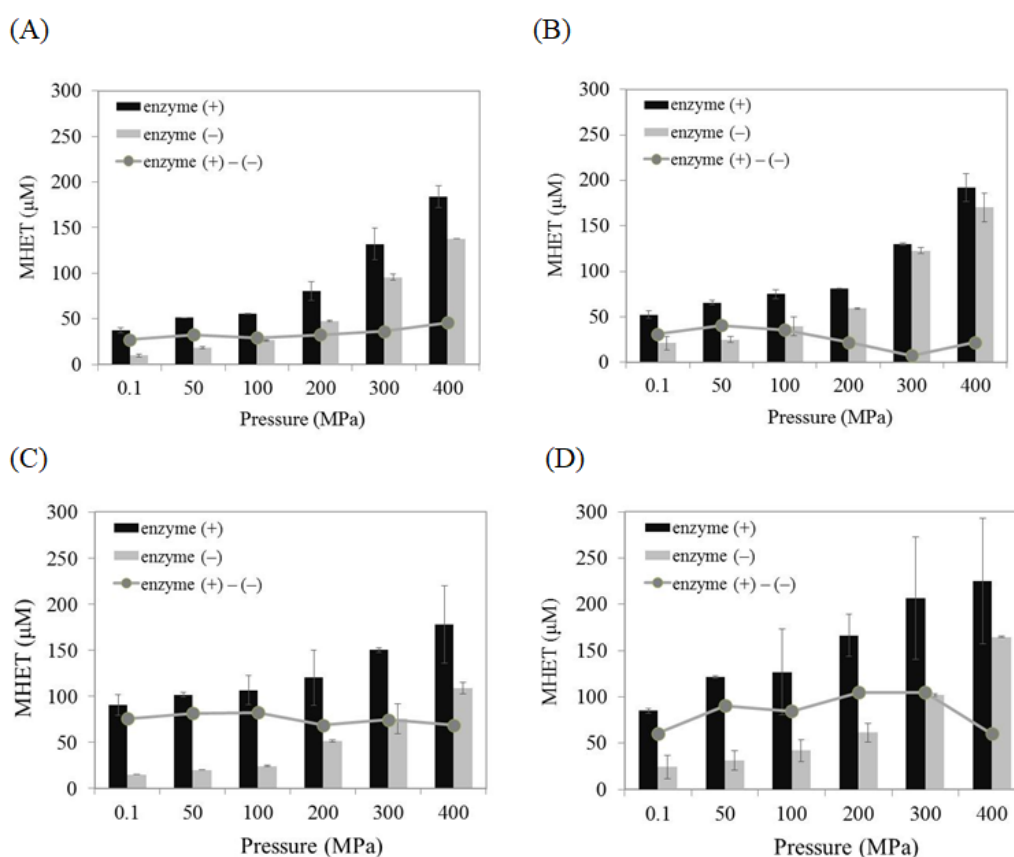 (A)
300
250
200
150
100
50
0
MHET (μM)
enzyme (+)
enzyme (–)
enzyme (+) – (–)
0.1 50 100 200 300 400
Pressure (MPa)
(B)
300
250
200
150
100
50
0
MHET (μM)
enzyme (+)
enzyme (–)
enzyme (+) – (–)
0.1 50 100 200 300 400
Pressure (MPa)
(C)
300
250
200
150
100
50
0
MHET (μM)
enzyme (+)
enzyme (–)
enzyme (+) – (–)
0.1 50 100 200 300 400
Pressure (MPa)
(D)
300
250
200
150
100
50
0
MHET (μM)
enzyme (+)
enzyme (–)
enzyme (+) – (–)
0.1 50 100 200 300 400
Pressure (MPa)